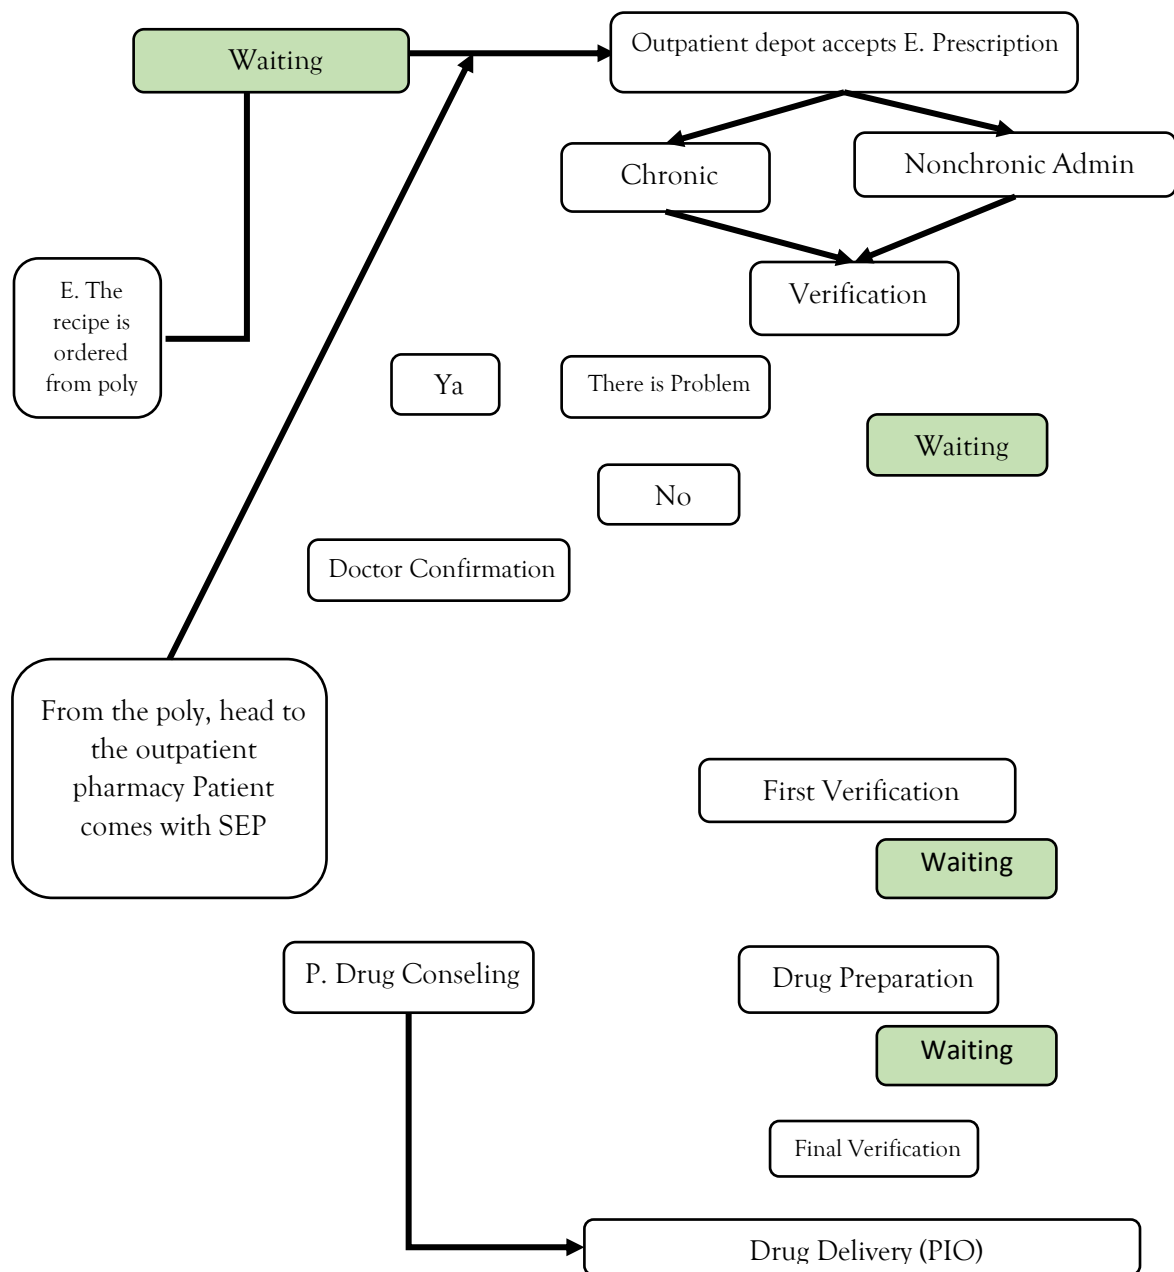 Waiting
Outpatient depot accepts E. Prescription
Chronic
Nonchronic Admin
Verification
E. The
recipe is
ordered
from poly
Ya
There is Problem
Waiting
No
Doctor Confirmation
From the poly, head to
the outpatient
pharmacy Patient
comes with SEP
First Verification
Waiting
P. Drug Conseling
Drug Preparation
Waiting
Final Verification
Drug Delivery (PIO)